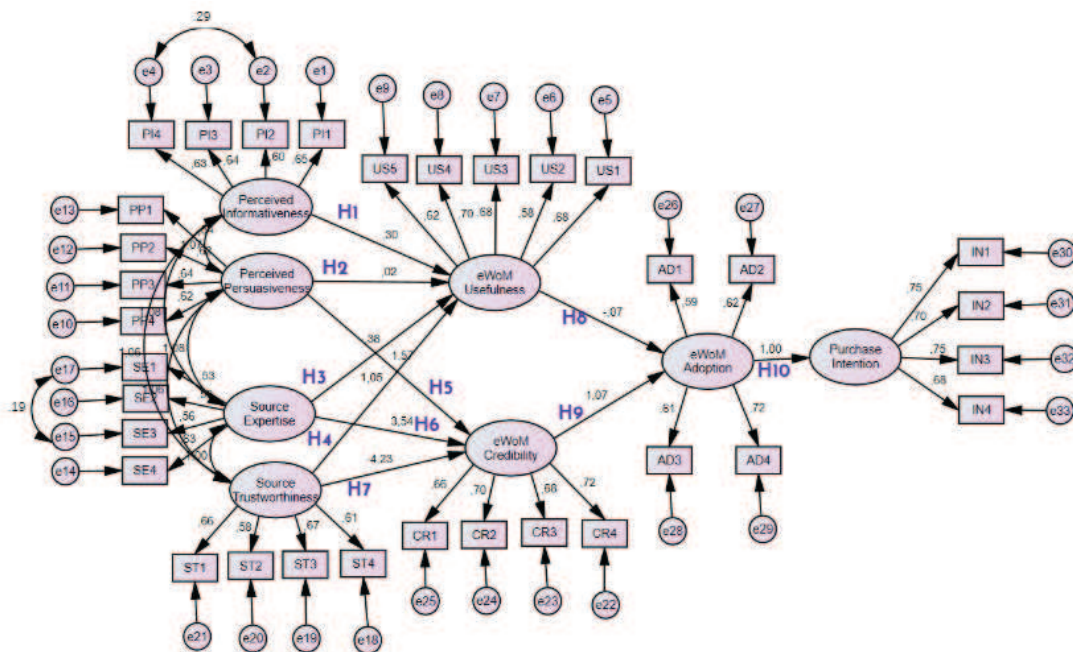 .29
e4
e3
e2
e1
e9
e8
e7
e6
e5
PI4
PI3
PI2
PI1
.63
.64
.60
.65
US5
US4
US3
US2
US1
.62
.70
.68
.58
.68
Perceived
Informativeness
H1
.30
e13
PP1
e12
PP2
e11
PP3
.64
e10
PP4
.62
Perceived
Persuasiveness
H2
.02
eWoM
Usefulness
e26
e27
AD1
AD2
.59
.62
H8
-.07
eWoM
Adoption
1,00
H10
Purchase
Intention
IN1
e30
IN2
e31
IN3
e32
IN4
e33
.75
.70
.75
.68
1,06
1,08
.53
.38
1,57
1,05
H3
H4
H5
H9
1,07
.19
e17
SE1
e16
SE2
e15
SE3
.56
e14
SE4
Source
Expertise
H6
3,54
eWoM
Credibility
.81
.72
AD3
AD4
e28
e29
Source
Trustworthiness
-4,23
H7
.66
.58
.67
.61
ST1
ST2
ST3
ST4
e21
e20
e19
e18
.66
.70
.68
.72
CR1
CR2
CR3
CR4
e25
e24
e23
e22